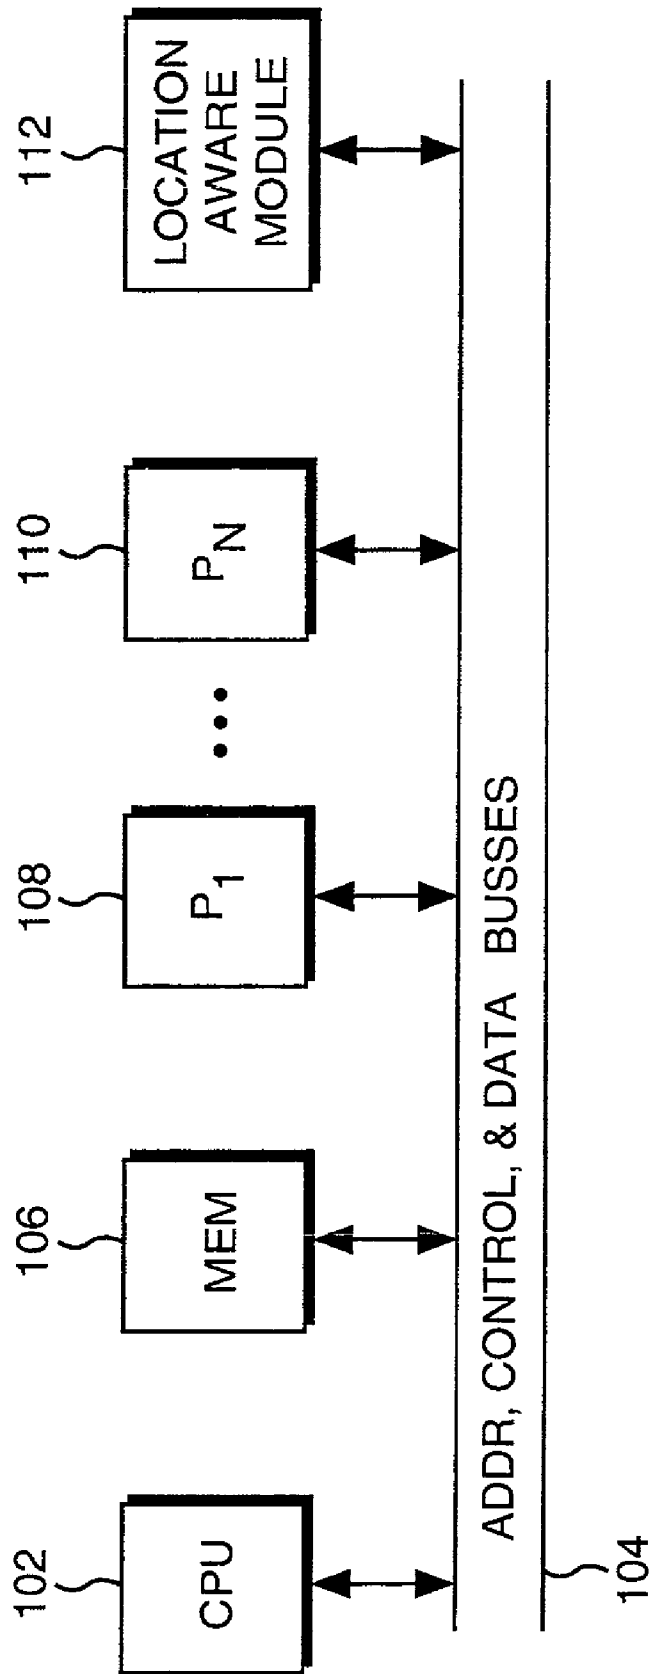 102
CPU
106
MEM
108
P1
...
110
PN
112
LOCATION
AWARE
MODULE
ADDR, CONTROL, & DATA BUSSES
104